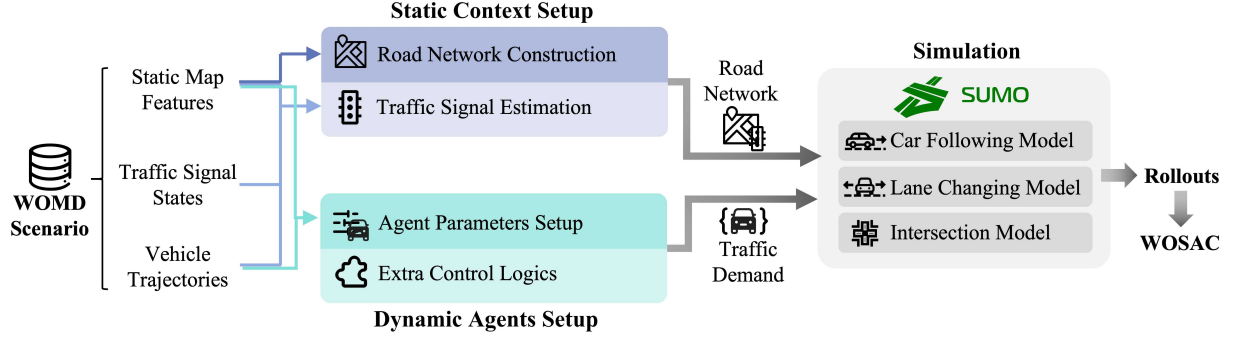 Static Context Setup
Road Network Construction
Traffic Signal Estimation
Static Map
Features
Traffic Signal
States
Vehicle
Trajectories
WOMD
Scenario
Agent Parameters Setup
Extra Control Logics
Dynamic Agents Setup
Road
Network
Traffic
Demand
Simulation
SUMO
Car Following Model
Lane Changing Model
Intersection Model
Rollouts
WOSAC